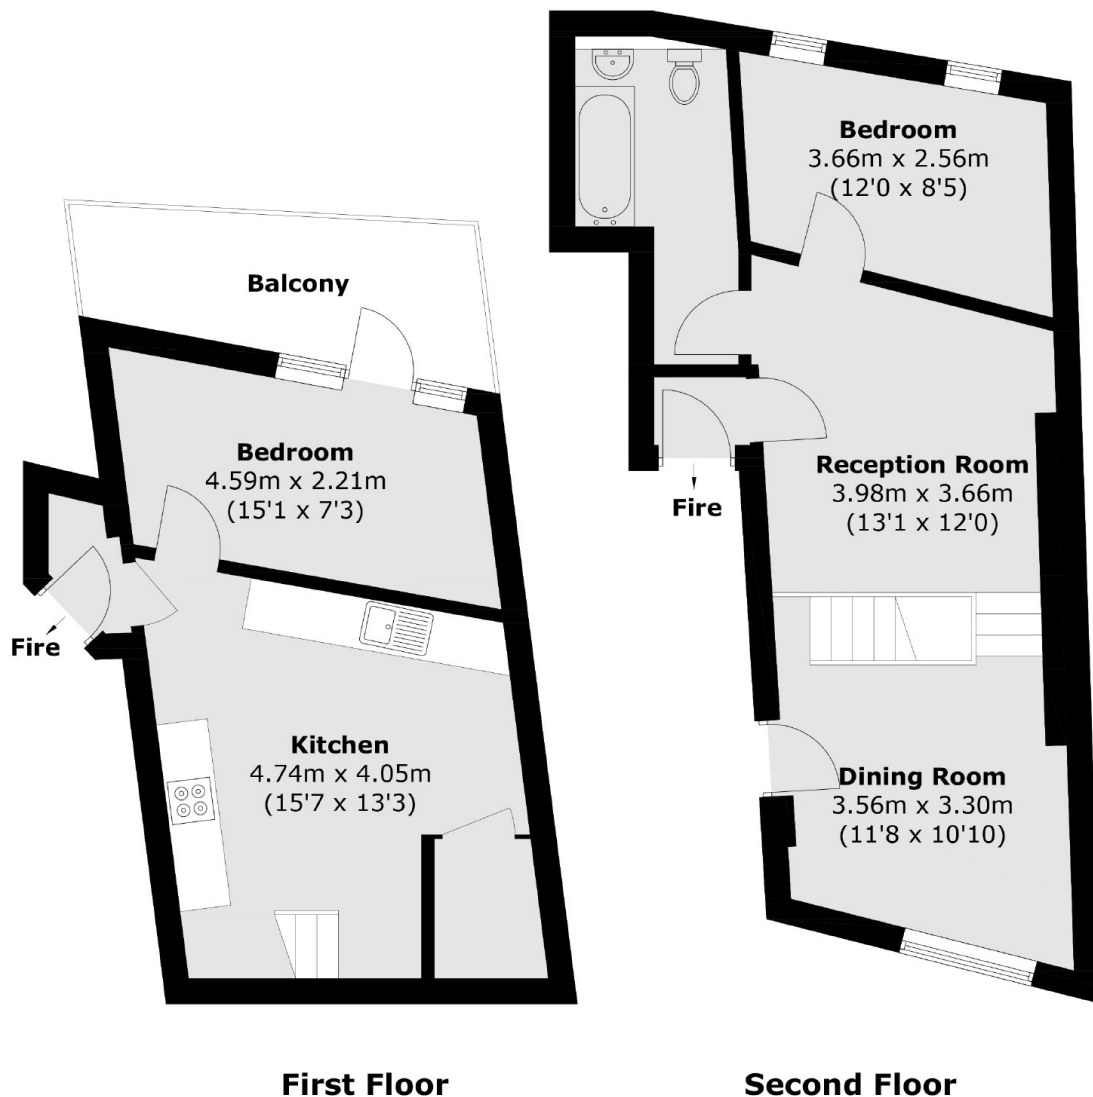 Balcony
Bedroom
4.59m x 2.21m
(15'1 x 7'3)
Fire
Kitchen
4.74m x 4.05m
(15'7 x 13'3)
First Floor
Bedroom
3.66m x 2.56m
(12'0 x 8'5)
Reception Room
3.98m x 3.66m
(13'1 x 12'0)
Fire
Dining Room
3.56m x 3.30m
(11'8 x 10'10)
Second Floor